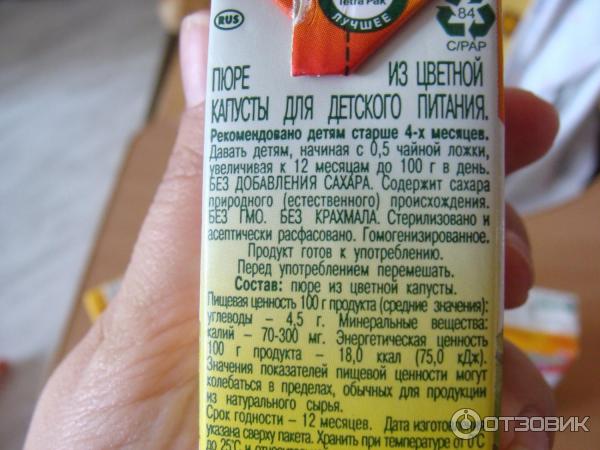 Tetra Pak
ЛУЧШЕЕ
RUS
84
C/PAP
ПЮРЕ ИЗ ЦВЕТНОЙ
КАПУСТЫ ДЛЯ ДЕТСКОГО ПИТАНИЯ.
Рекомендовано детям старше 4-х месяцев.
Давать детям, начиная с 0,5 чайной ложки,
увеличивая к 12 месяцам до 100 г в день.
БЕЗ ДОБАВЛЕНИЯ САХАРА. Содержит сахара
природного (естественного) происхождения.
БЕЗ ГМО. БЕЗ КРАХМАЛА. Стерилизовано и
асептически расфасовано. Гомогенизированное.
Продукт готов к употреблению.
Перед употреблением перемешать.
Состав: пюре из цветной капусты.
Пищевая ценность 100 г продукта (средние значения):
углеводы – 4,5 г. Минеральные вещества:
калий – 70-300 мг. Энергетическая ценность
100 г продукта – 18,0 ккал (75,0 кДж).
Значения показателей пищевой ценности могут
колебаться в пределах, обычных для продукции
из натурального сырья.
Срок годности – 12 месяцев. Дата изготов
указана сверху пакета. Хранить при температуре от 0°С
до 25°С и относит
ОТЗОВИК